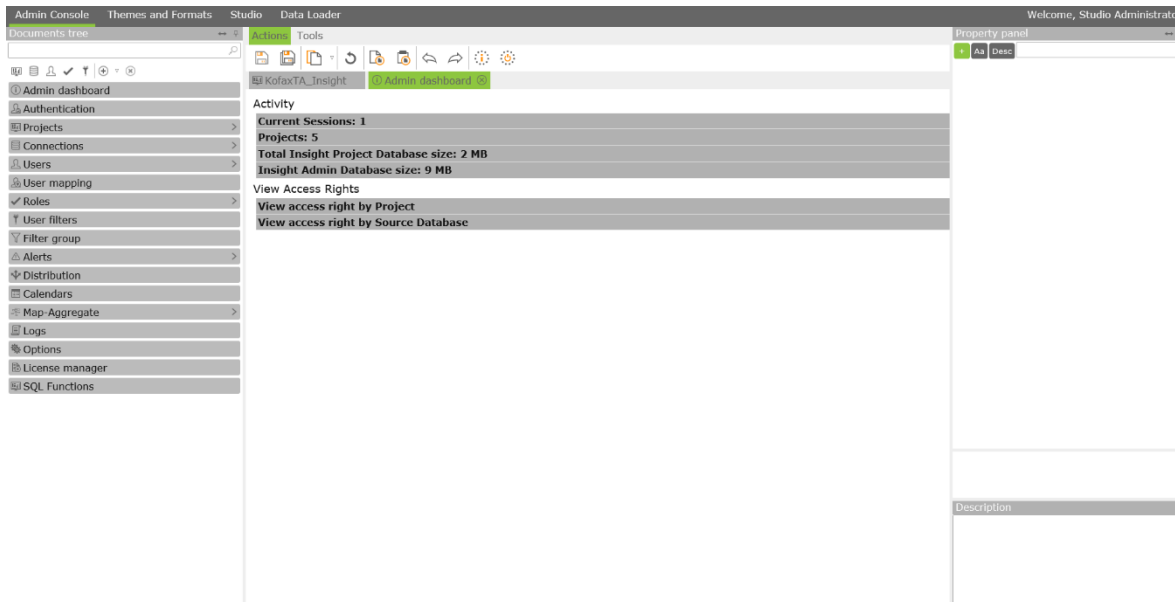 Admin Console Themes and Formats Studio Data Loader Welcome, Studio Administrato
Documents tree
Admin dashboard
Authentication
Projects
Connections
Users
User mapping
Roles
User filters
Filter group
Alerts
Distribution
Calendars
Map-Aggregate
Logs
Options
License manager
SQL Functions
Actions Tools
KofaxTA_Insight Admin dashboard
Activity
Current Sessions: 1
Projects: 5
Total Insight Project Database size: 2 MB
Insight Admin Database size: 9 MB
View Access Rights
View access right by Project
View access right by Source Database
Property panel
Aa Desc
Description